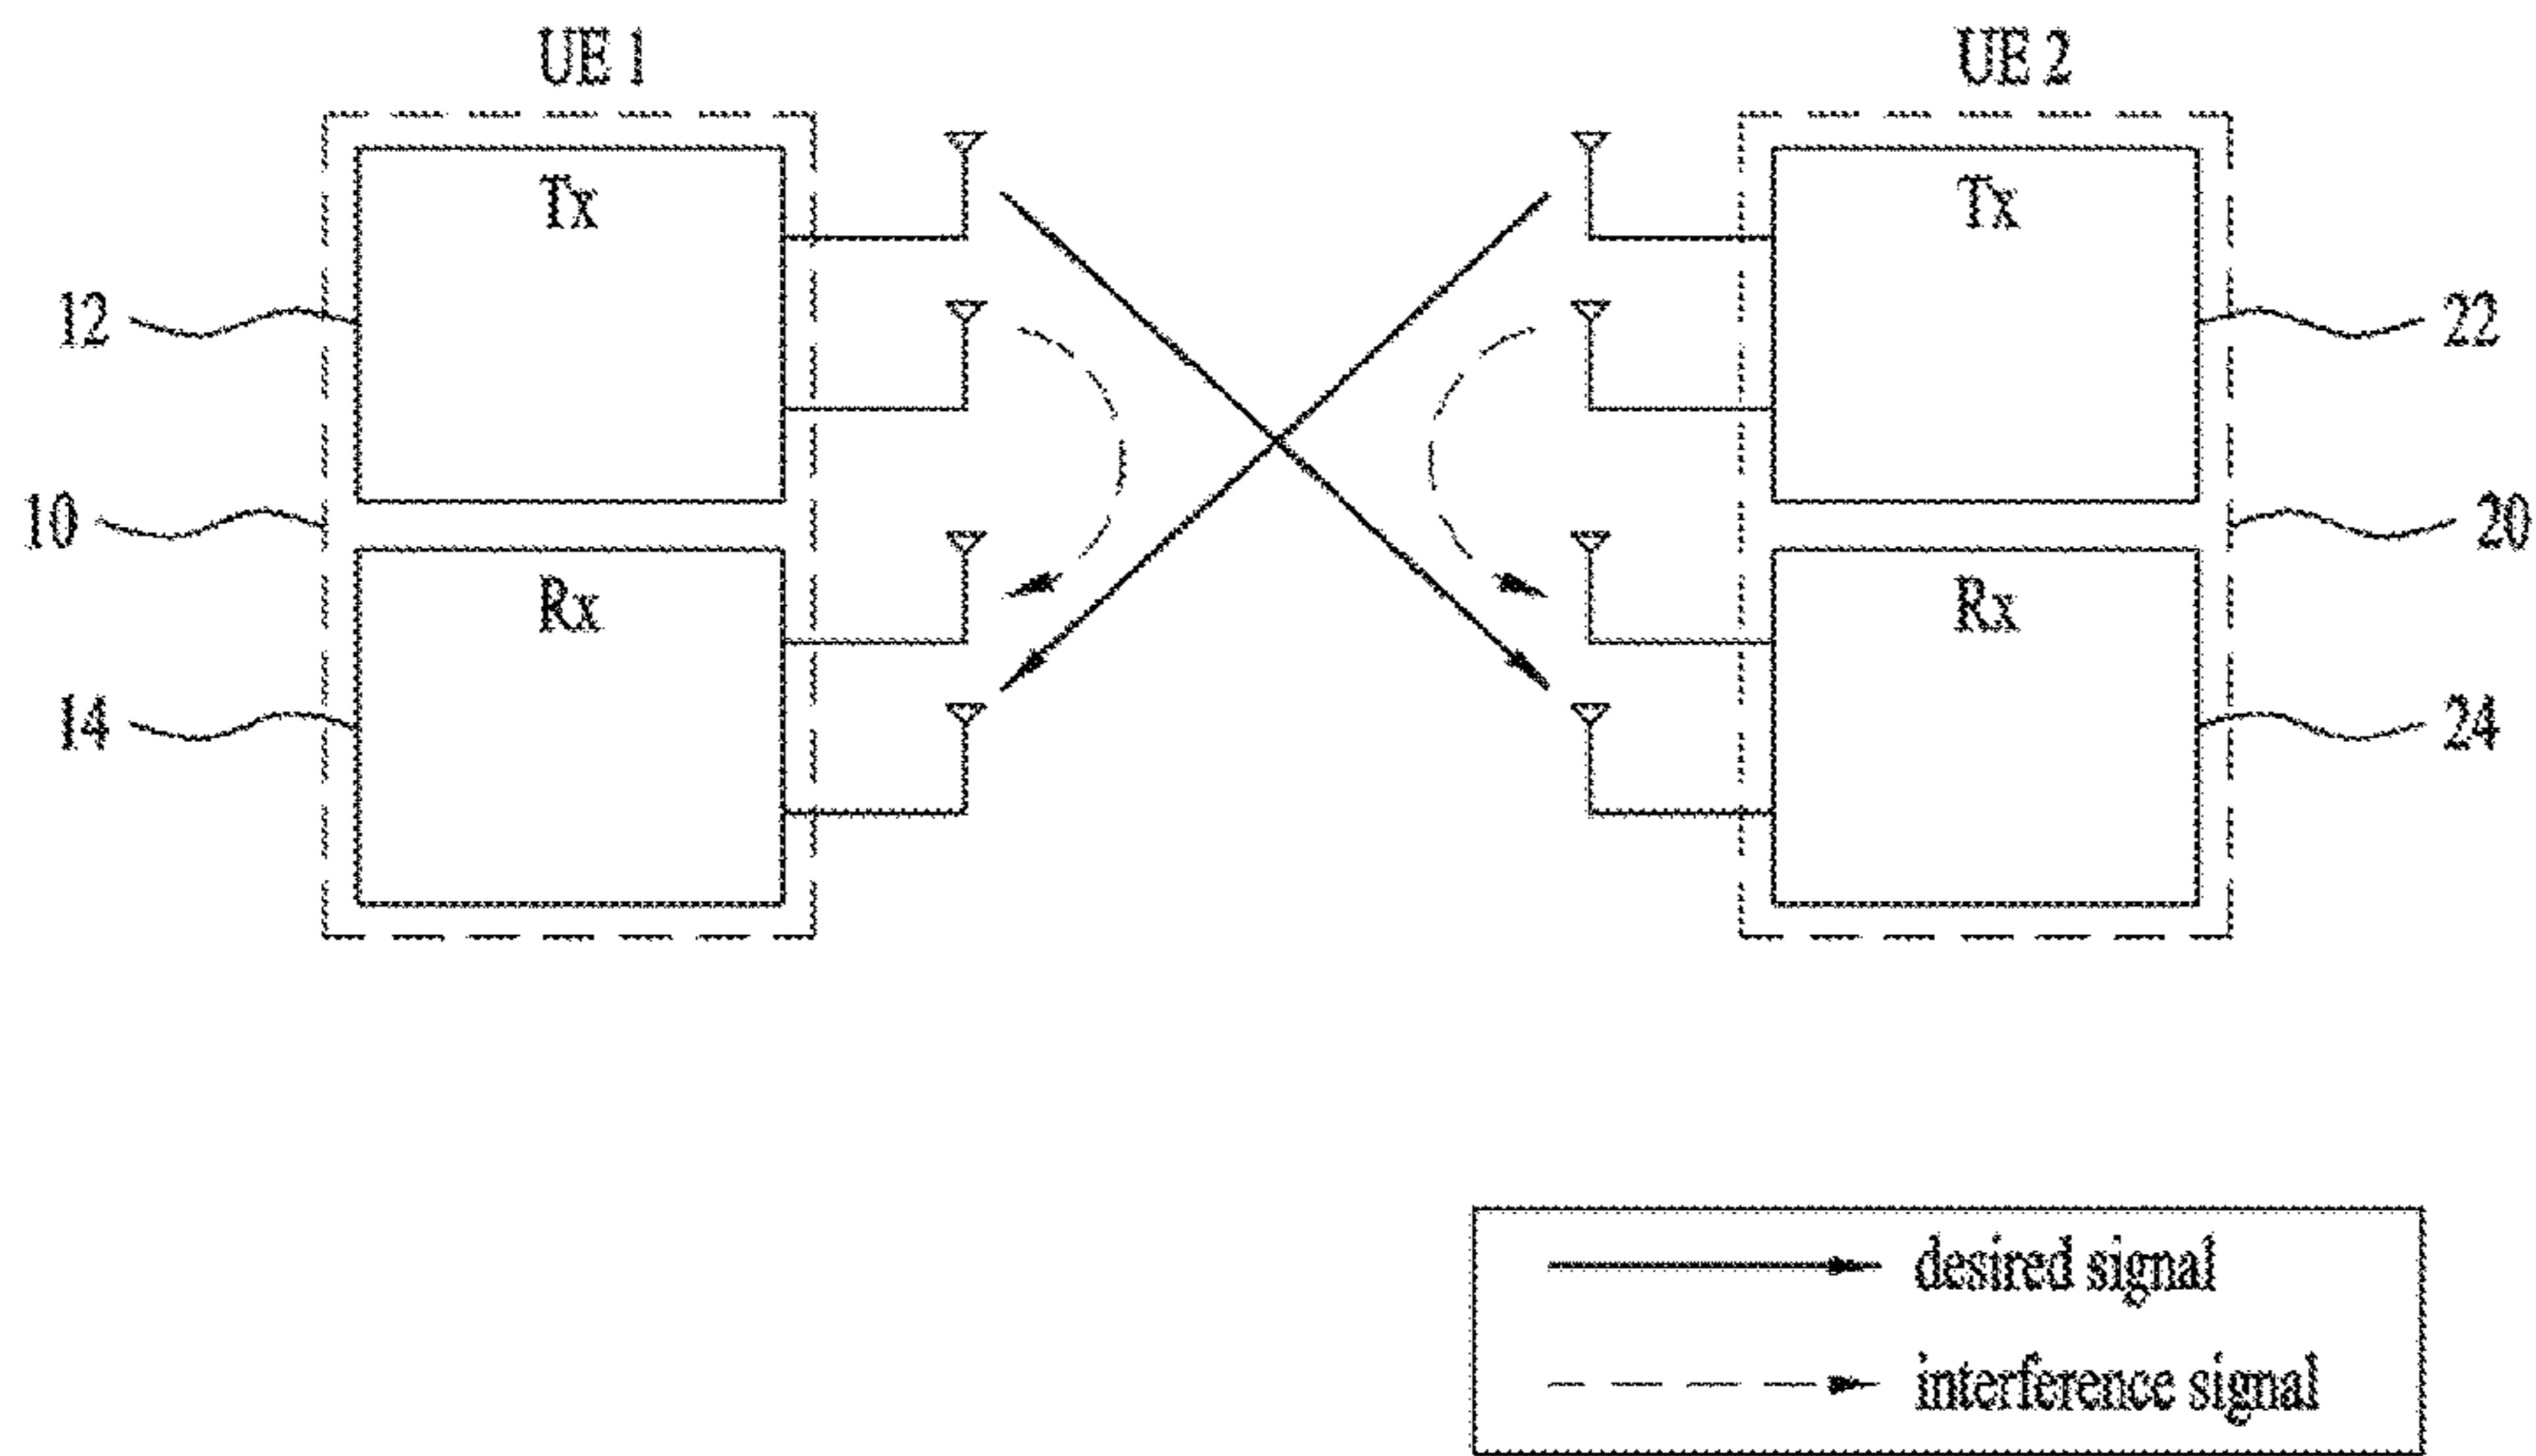 UE 1
UE 2
Tx
Tx
12
22
10
20
Rx
Rx
14
24
desired signal
interference signal